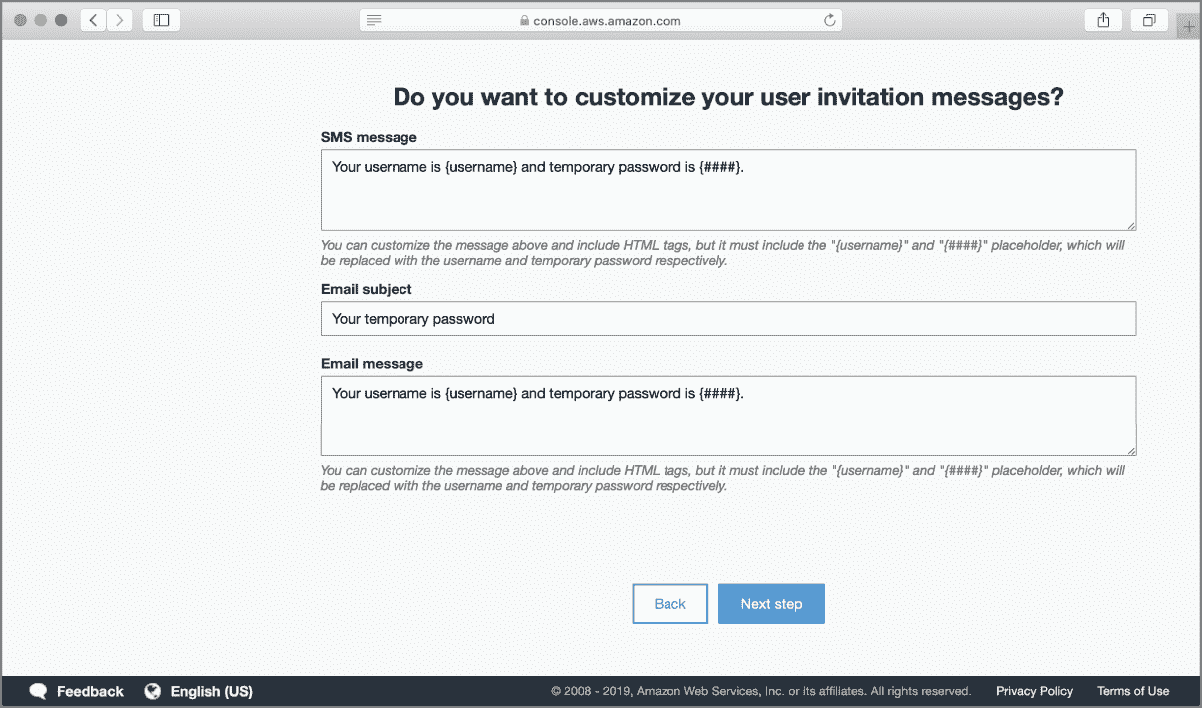 console.aws.amazon.com
Do you want to customize your user invitation messages?
SMS message
Your username is {username} and temporary password is {####}.
You can customize the message above and include HTML tags, but it must include the "{username}" and "{####}" placeholder, which will
be replaced with the username and temporary password respectively.
Email subject
Your temporary password
Email message
Your username is {username} and temporary password is {####}.
You can customize the message above and include HTML tags, but it must include the "{username}" and "{####}" placeholder, which will
be replaced with the username and temporary password respectively.
Back Next step
Feedback English (US) © 2008 - 2019, Amazon Web Services, Inc. or its affiliates. All rights reserved. Privacy Policy Terms of Use